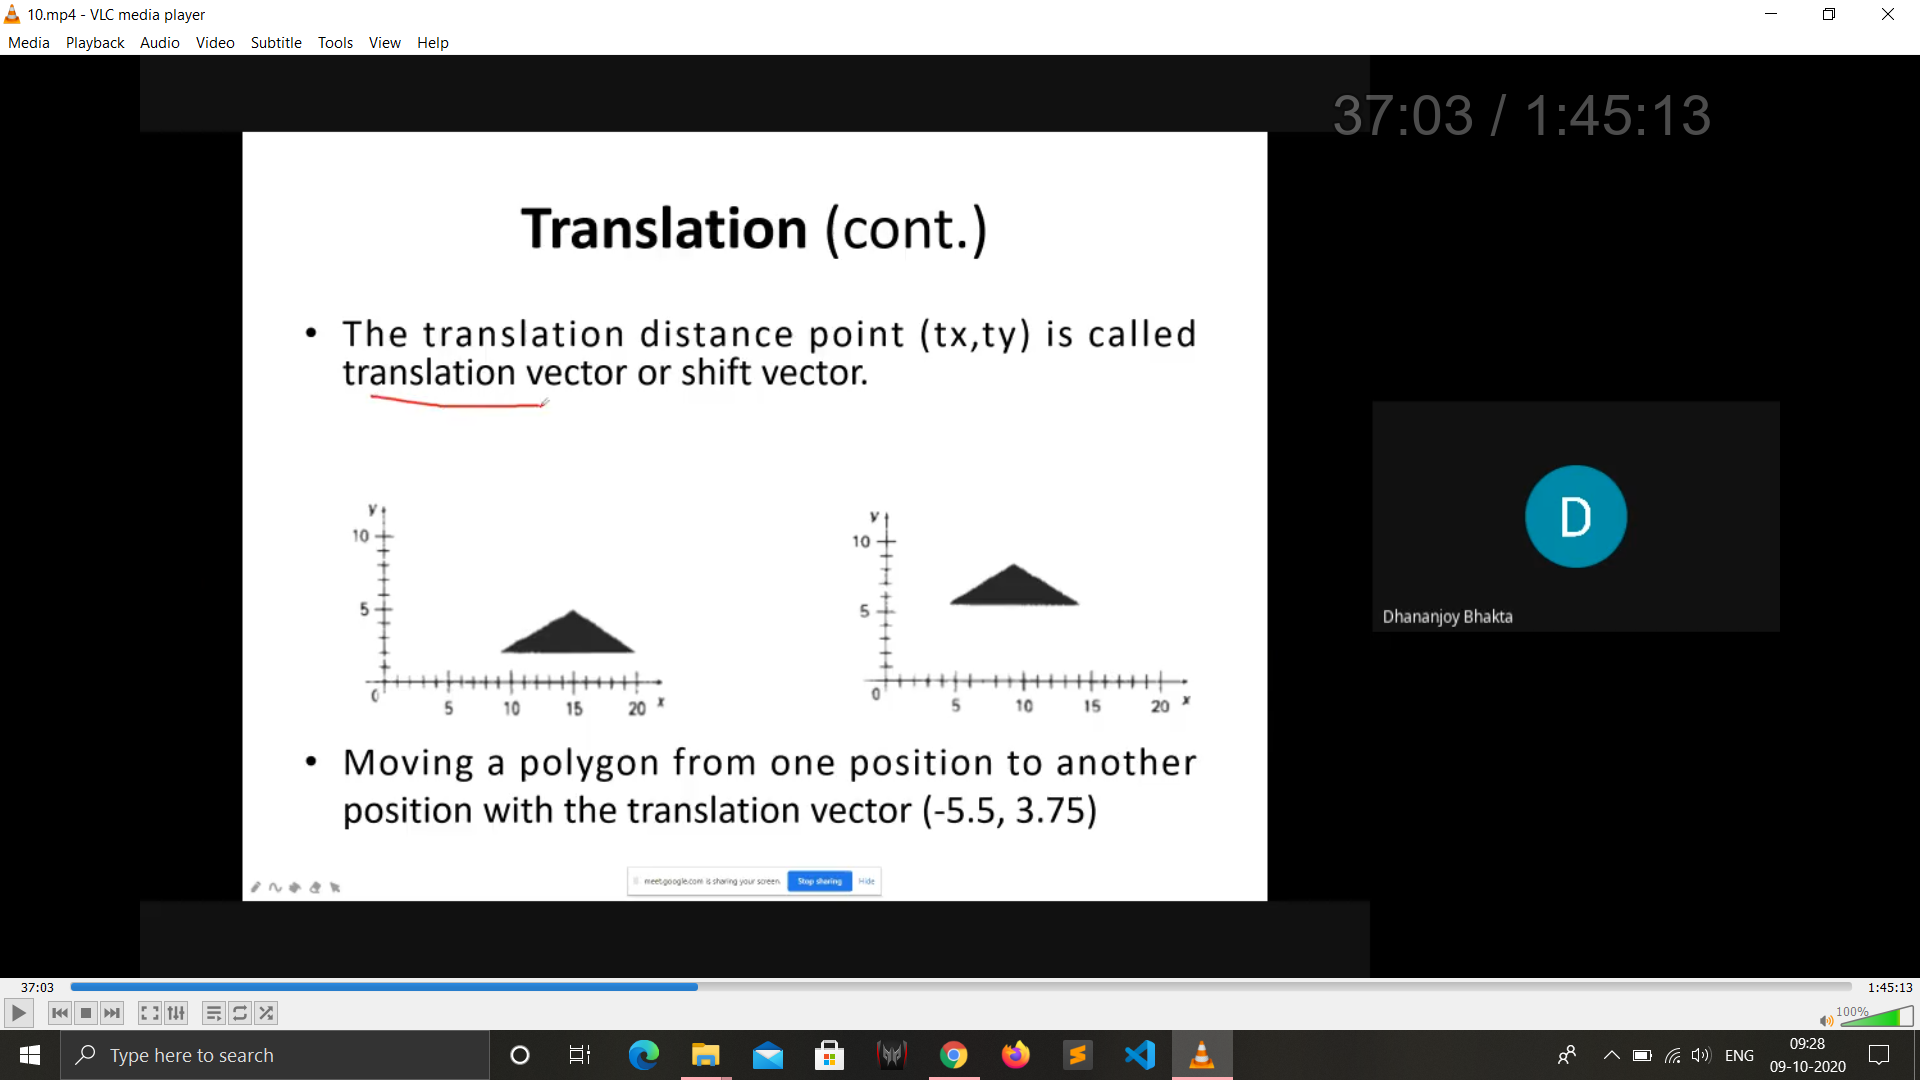 10.mp4 - VLC media player
Media Playback Audio Video Subtitle Tools View Help
37:03 / 1:45:13
Translation (cont.)
• The translation distance point (tx,ty) is called
translation vector or shift vector.
y
10
5
0
5 10 15 20 x
y
10
5
0
5 10 15 20 x
D
Dhananjoy Bhakta
• Moving a polygon from one position to another
position with the translation vector (-5.5, 3.75)
meet.google.com is sharing your screen. Stop sharing Hide
37:03 1:45:13
100%
Type here to search
ENG
09:28
09-10-2020